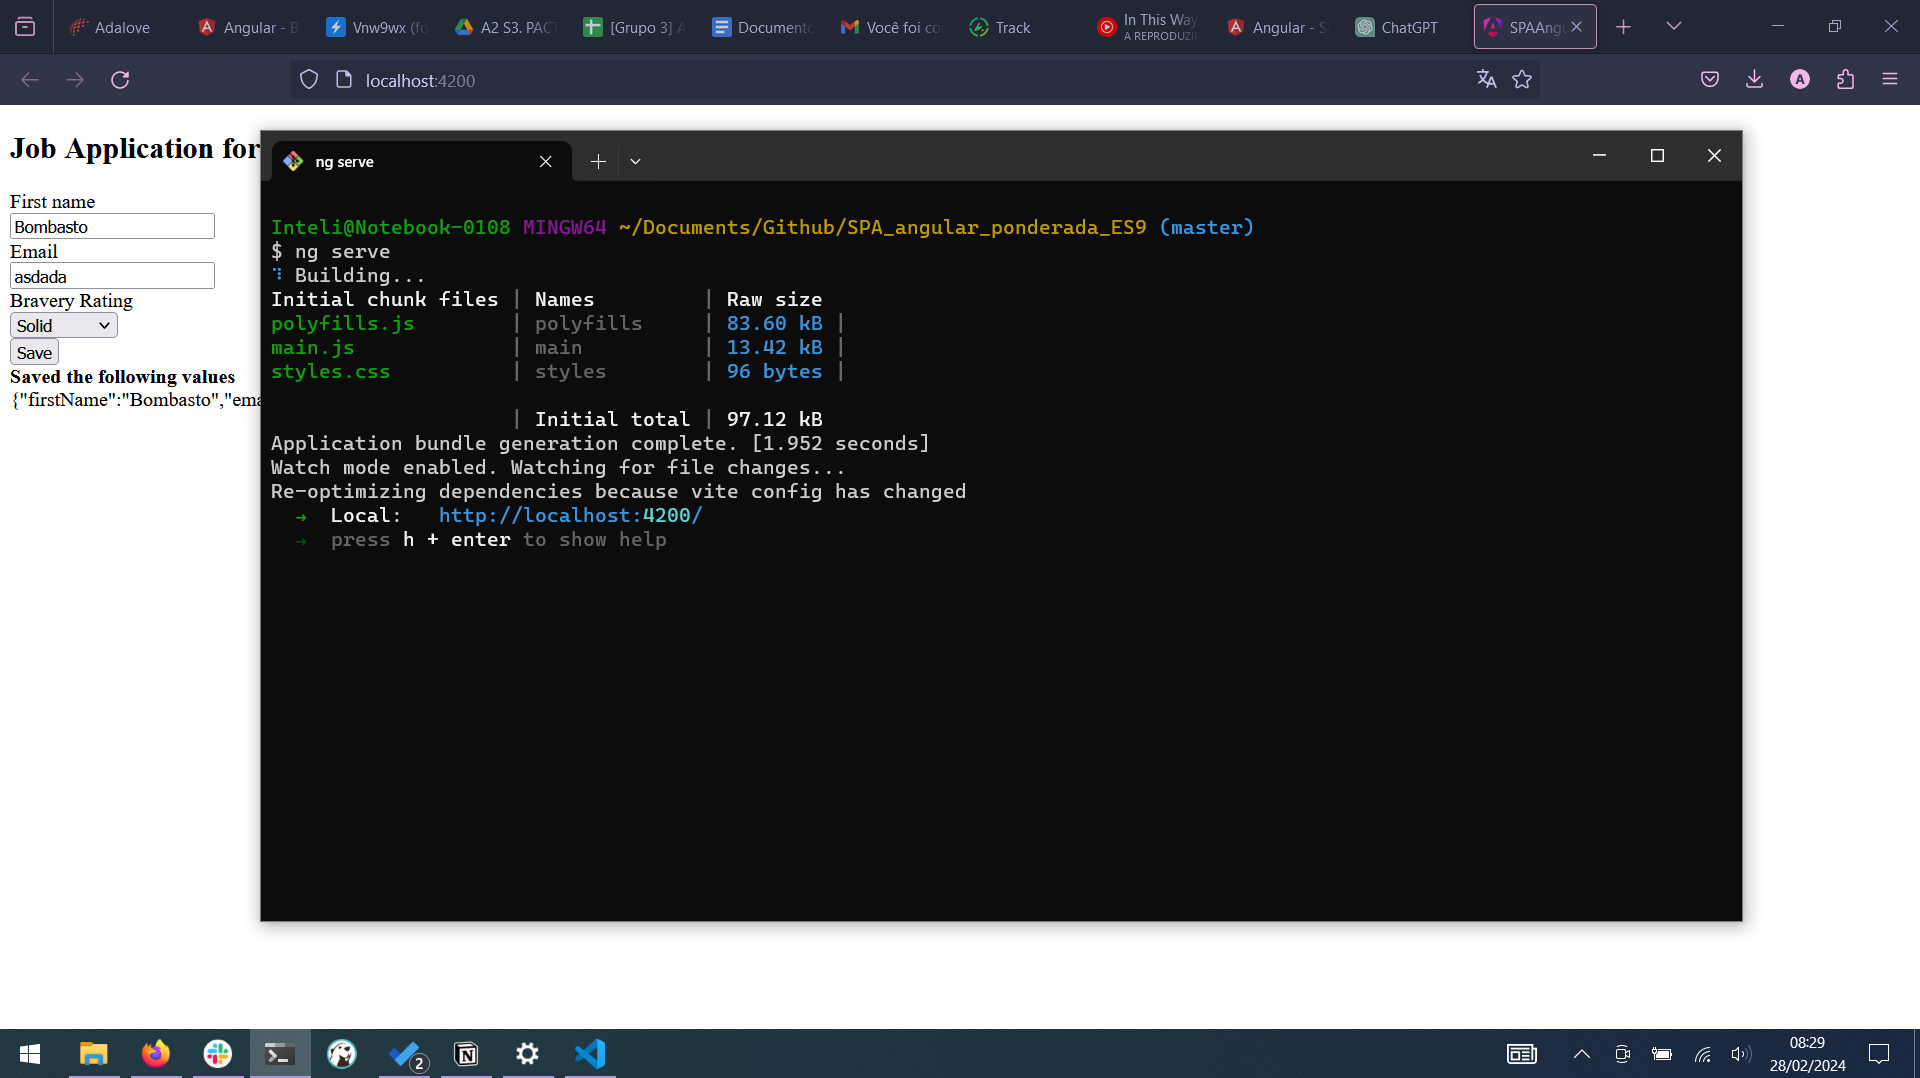 Adalove
Angular - B
Vnw9wx (fo
A2 S3. PACT
[Grupo 3] A
Documento
Você foi co
Track
In This Way
A REPRODUZIR
Angular - S
ChatGPT
SPAAngu
localhost:4200
A
Job Application for
First name
Bombasto
Email
asdada
Bravery Rating
Solid
Save
Saved the following values
{"firstName":"Bombasto","ema
ng serve
Inteli@Notebook-0108 MINGW64 ~/Documents/Github/SPA_angular_ponderada_ES9 (master)
$ ng serve
Building...
Initial chunk files | Names | Raw size
polyfills.js | polyfills | 83.60 kB |
main.js | main | 13.42 kB |
styles.css | styles | 96 bytes |
| Initial total | 97.12 kB
Application bundle generation complete. [1.952 seconds]
Watch mode enabled. Watching for file changes...
Re-optimizing dependencies because vite config has changed
➜ Local: http://localhost:4200/
➜ press h + enter to show help
2
08:29
28/02/2024